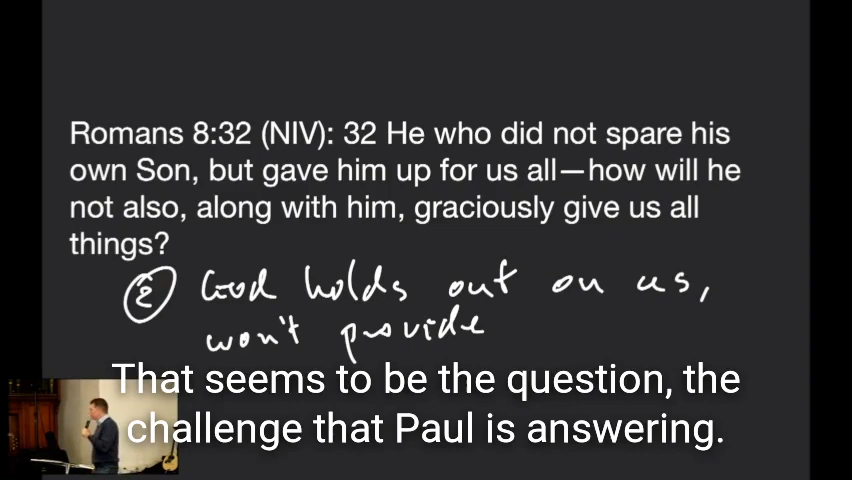 Romans 8:32 (NIV): 32 He who did not spare his
own Son, but gave him up for us all—how will he
not also, along with him, graciously give us all
things?
② God holds out on us,
won't provide
That seems to be the question, the
challenge that Paul is answering.